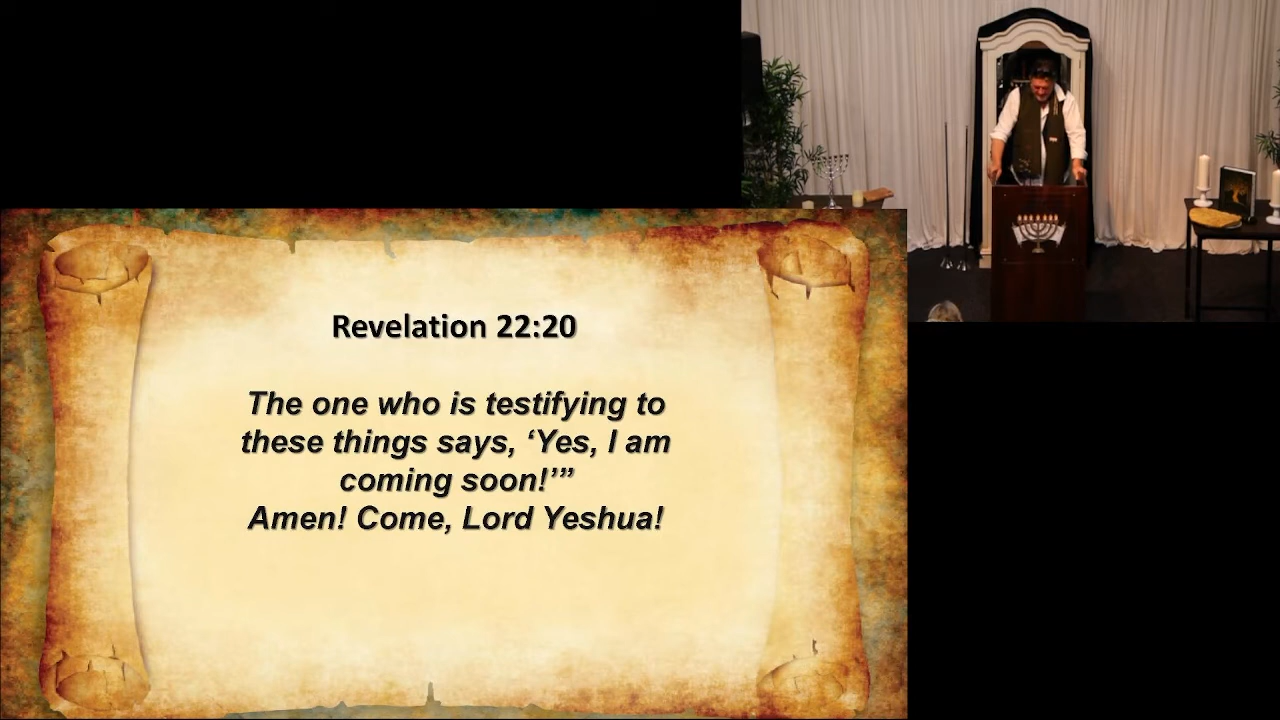 Revelation 22:20
The one who is testifying to
these things says, ‘Yes, I am
coming soon!’”
Amen! Come, Lord Yeshua!